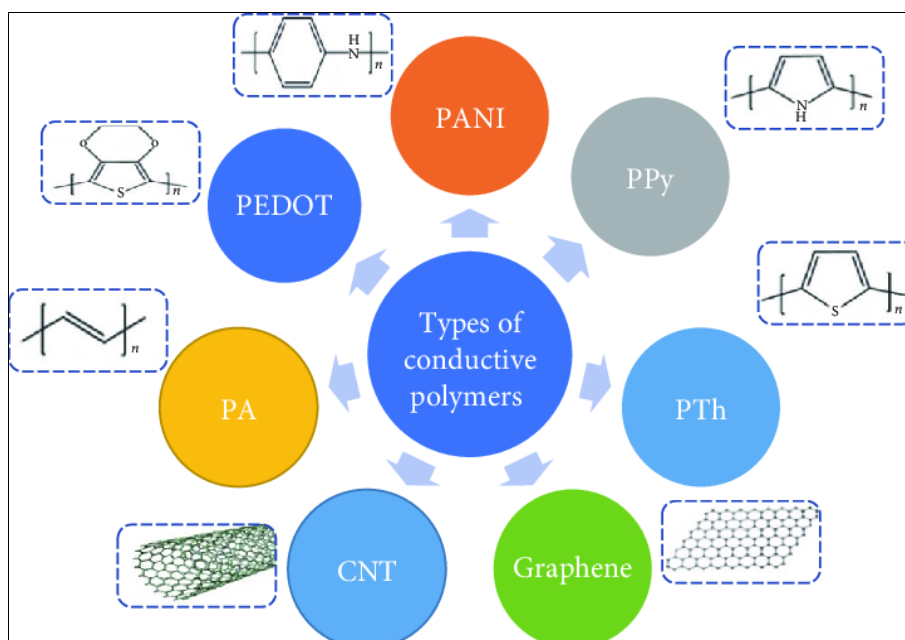 H
N
n
PANI
N
H
n
PPy
O
O
S
n
PEDOT
S
n
PTh
Types of
conductive
polymers
n
PA
CNT
Graphene